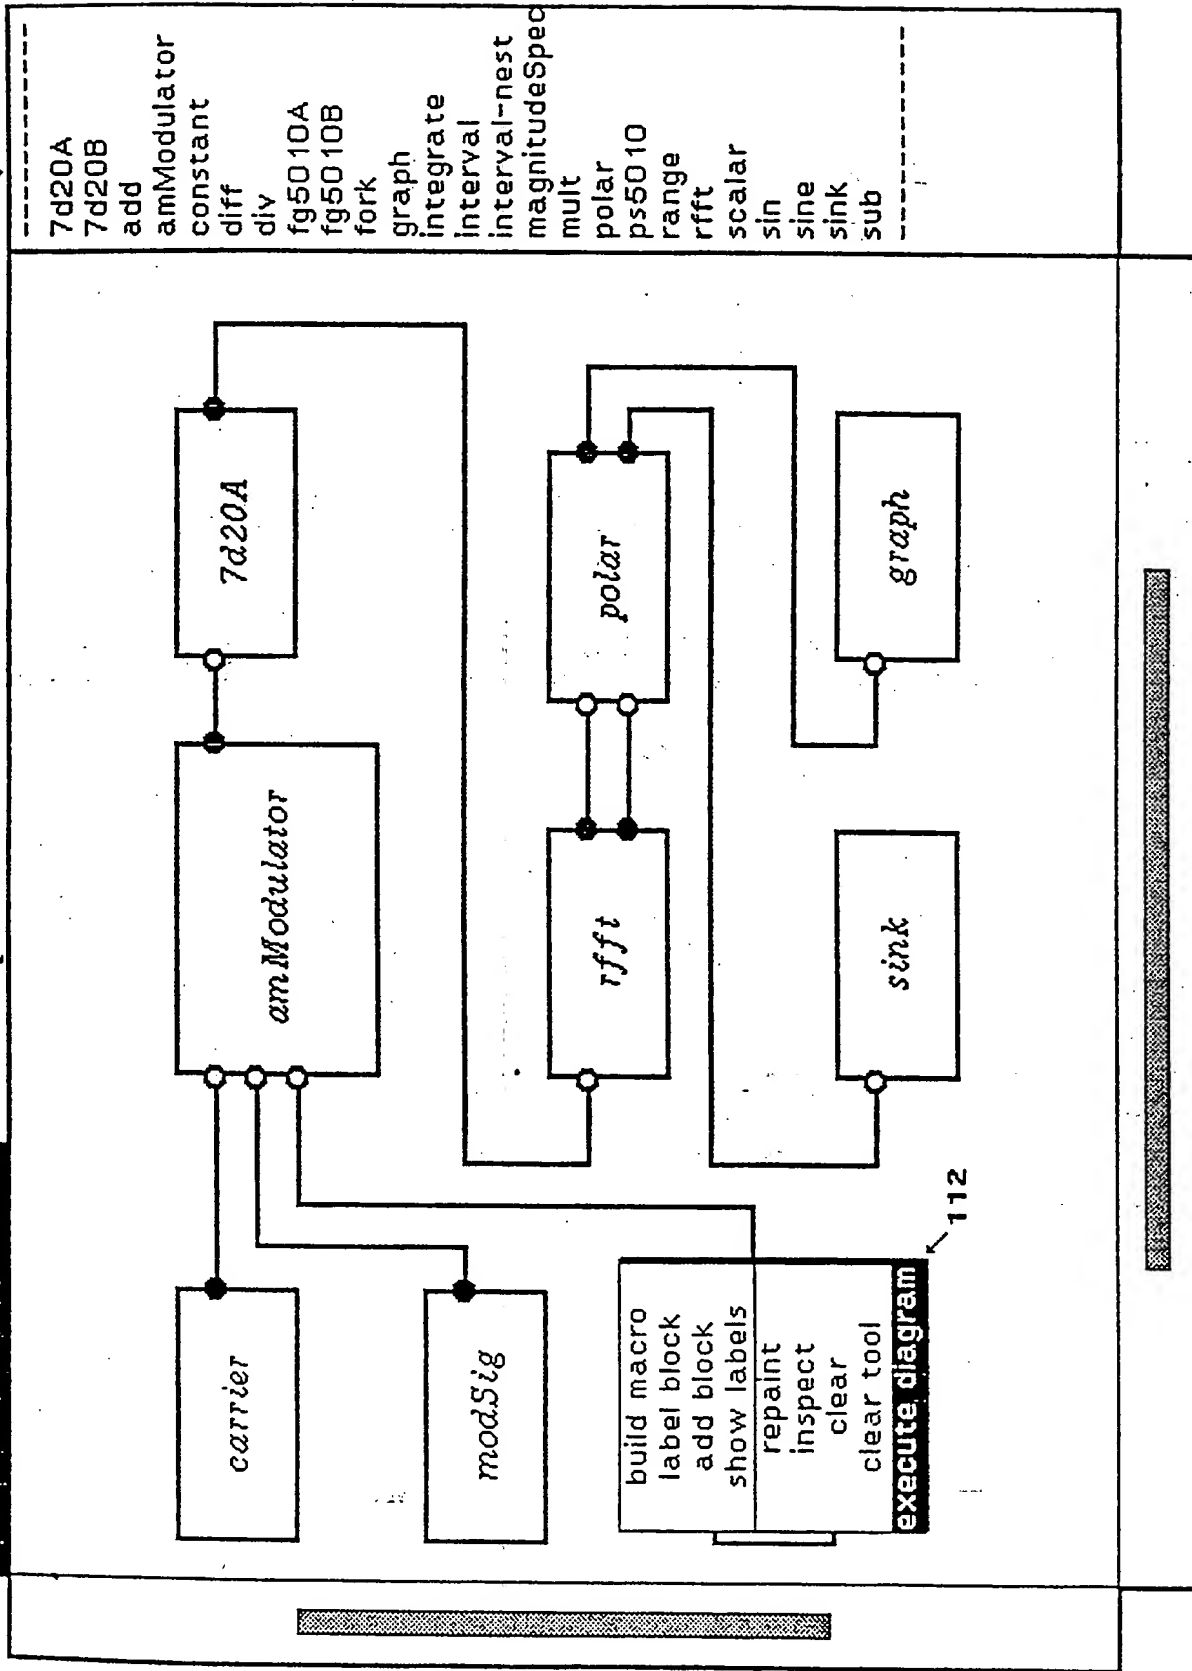 7d20A
7d20B
add
amModulator
constant
diff
div
fg5010A
fg5010B
fork
graph
integrate
interval
interval-nest
magnitudeSpec
mult
polar
ps5010
range
rfft
scalar
sin
sine
sink
sub
carrier
amModulator
7d20A
modSig
rfft
polar
build macro
label block
add block
show labels
repaint
inspect
clear
clear tool
execute diagram
112
sink
graph